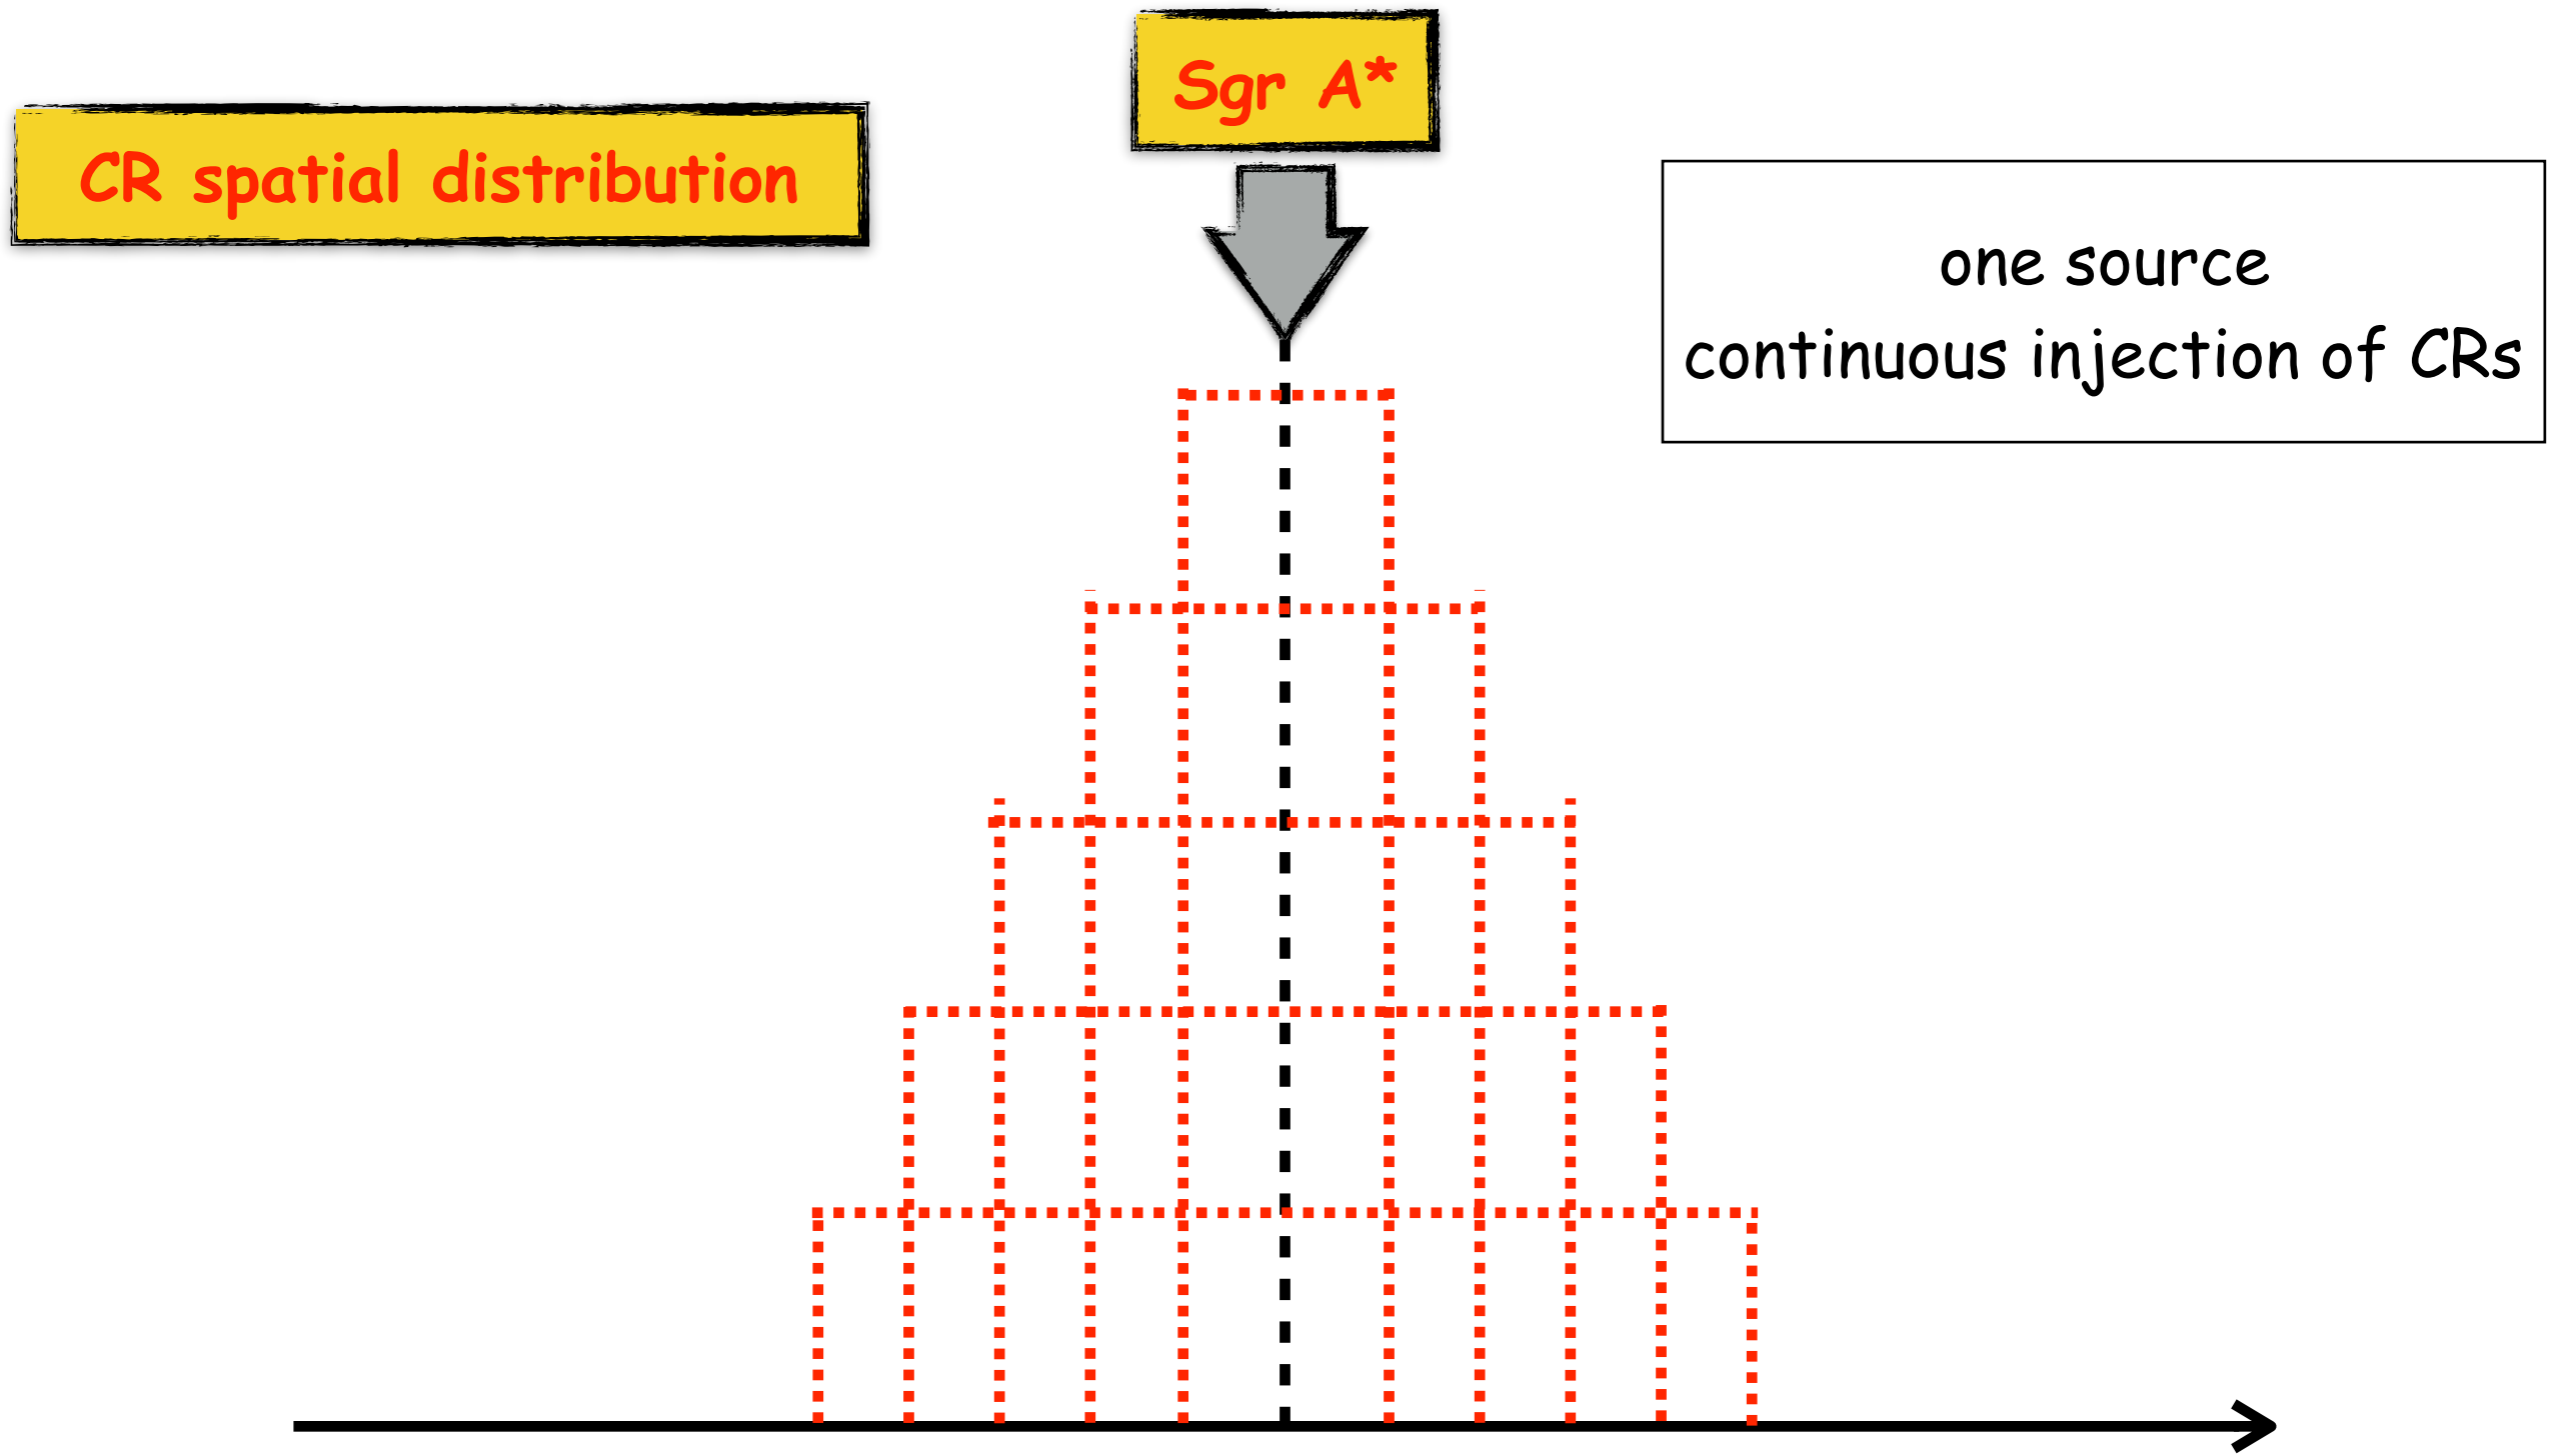 Sgr A*
CR spatial distribution
one source
continuous injection of CRs